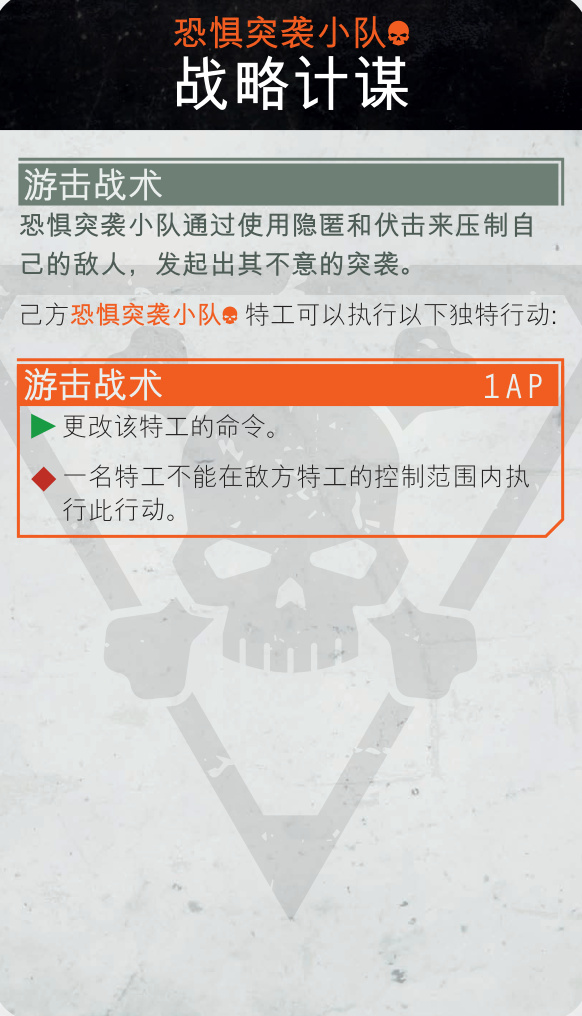 恐惧突袭小队
战略计谋
游击战术
恐惧突袭小队通过使用隐匿和伏击来压制自
己的敌人，发起出其不意的突袭。
己方恐惧突袭小队 特工可以执行以下独特行动:
游击战术 1AP
更改该特工的命令。
一名特工不能在敌方特工的控制范围内执
行此行动。